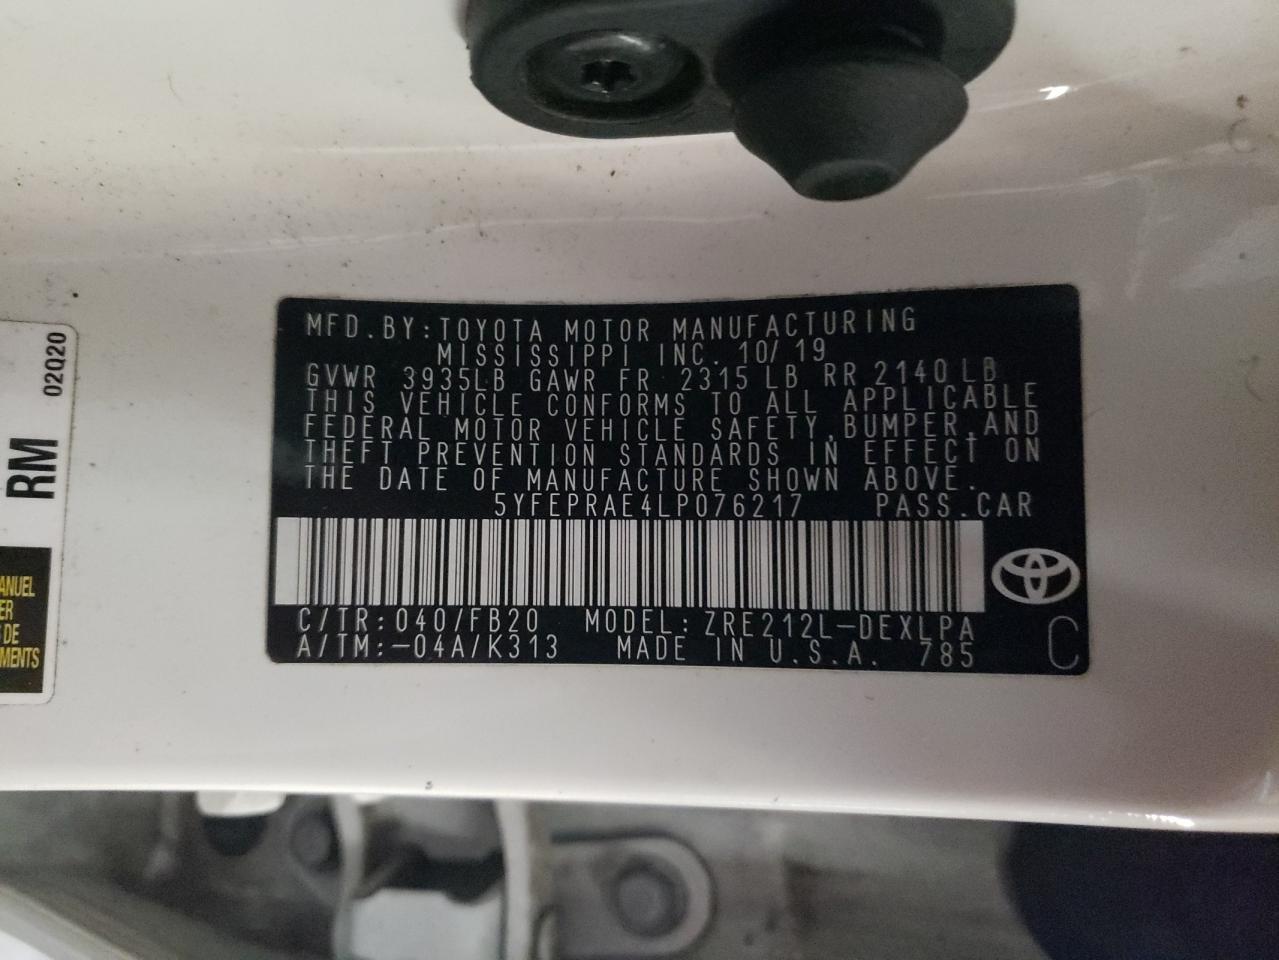 MFD. BY: TOYOTA MOTOR MANUFACTURING
MISSISSIPPI INC. 10/19
GVWR 3935LB GAWR FR 2315 LB RR 2140 LB
THIS VEHICLE CONFORMS TO ALL APPLICABLE
FEDERAL MOTOR VEHICLE SAFETY, BUMPER, AND
THEFT PREVENTION STANDARDS IN EFFECT ON
THE DATE OF MANUFACTURE SHOWN ABOVE.
5YFEPRAE4LP076217 PASS. CAR
C/TR: 040/FB20 MODEL: ZRE212L-DEXLPA
A/TM: -04A/K313 MADE IN U.S.A. 785
C
02020
RM
DE